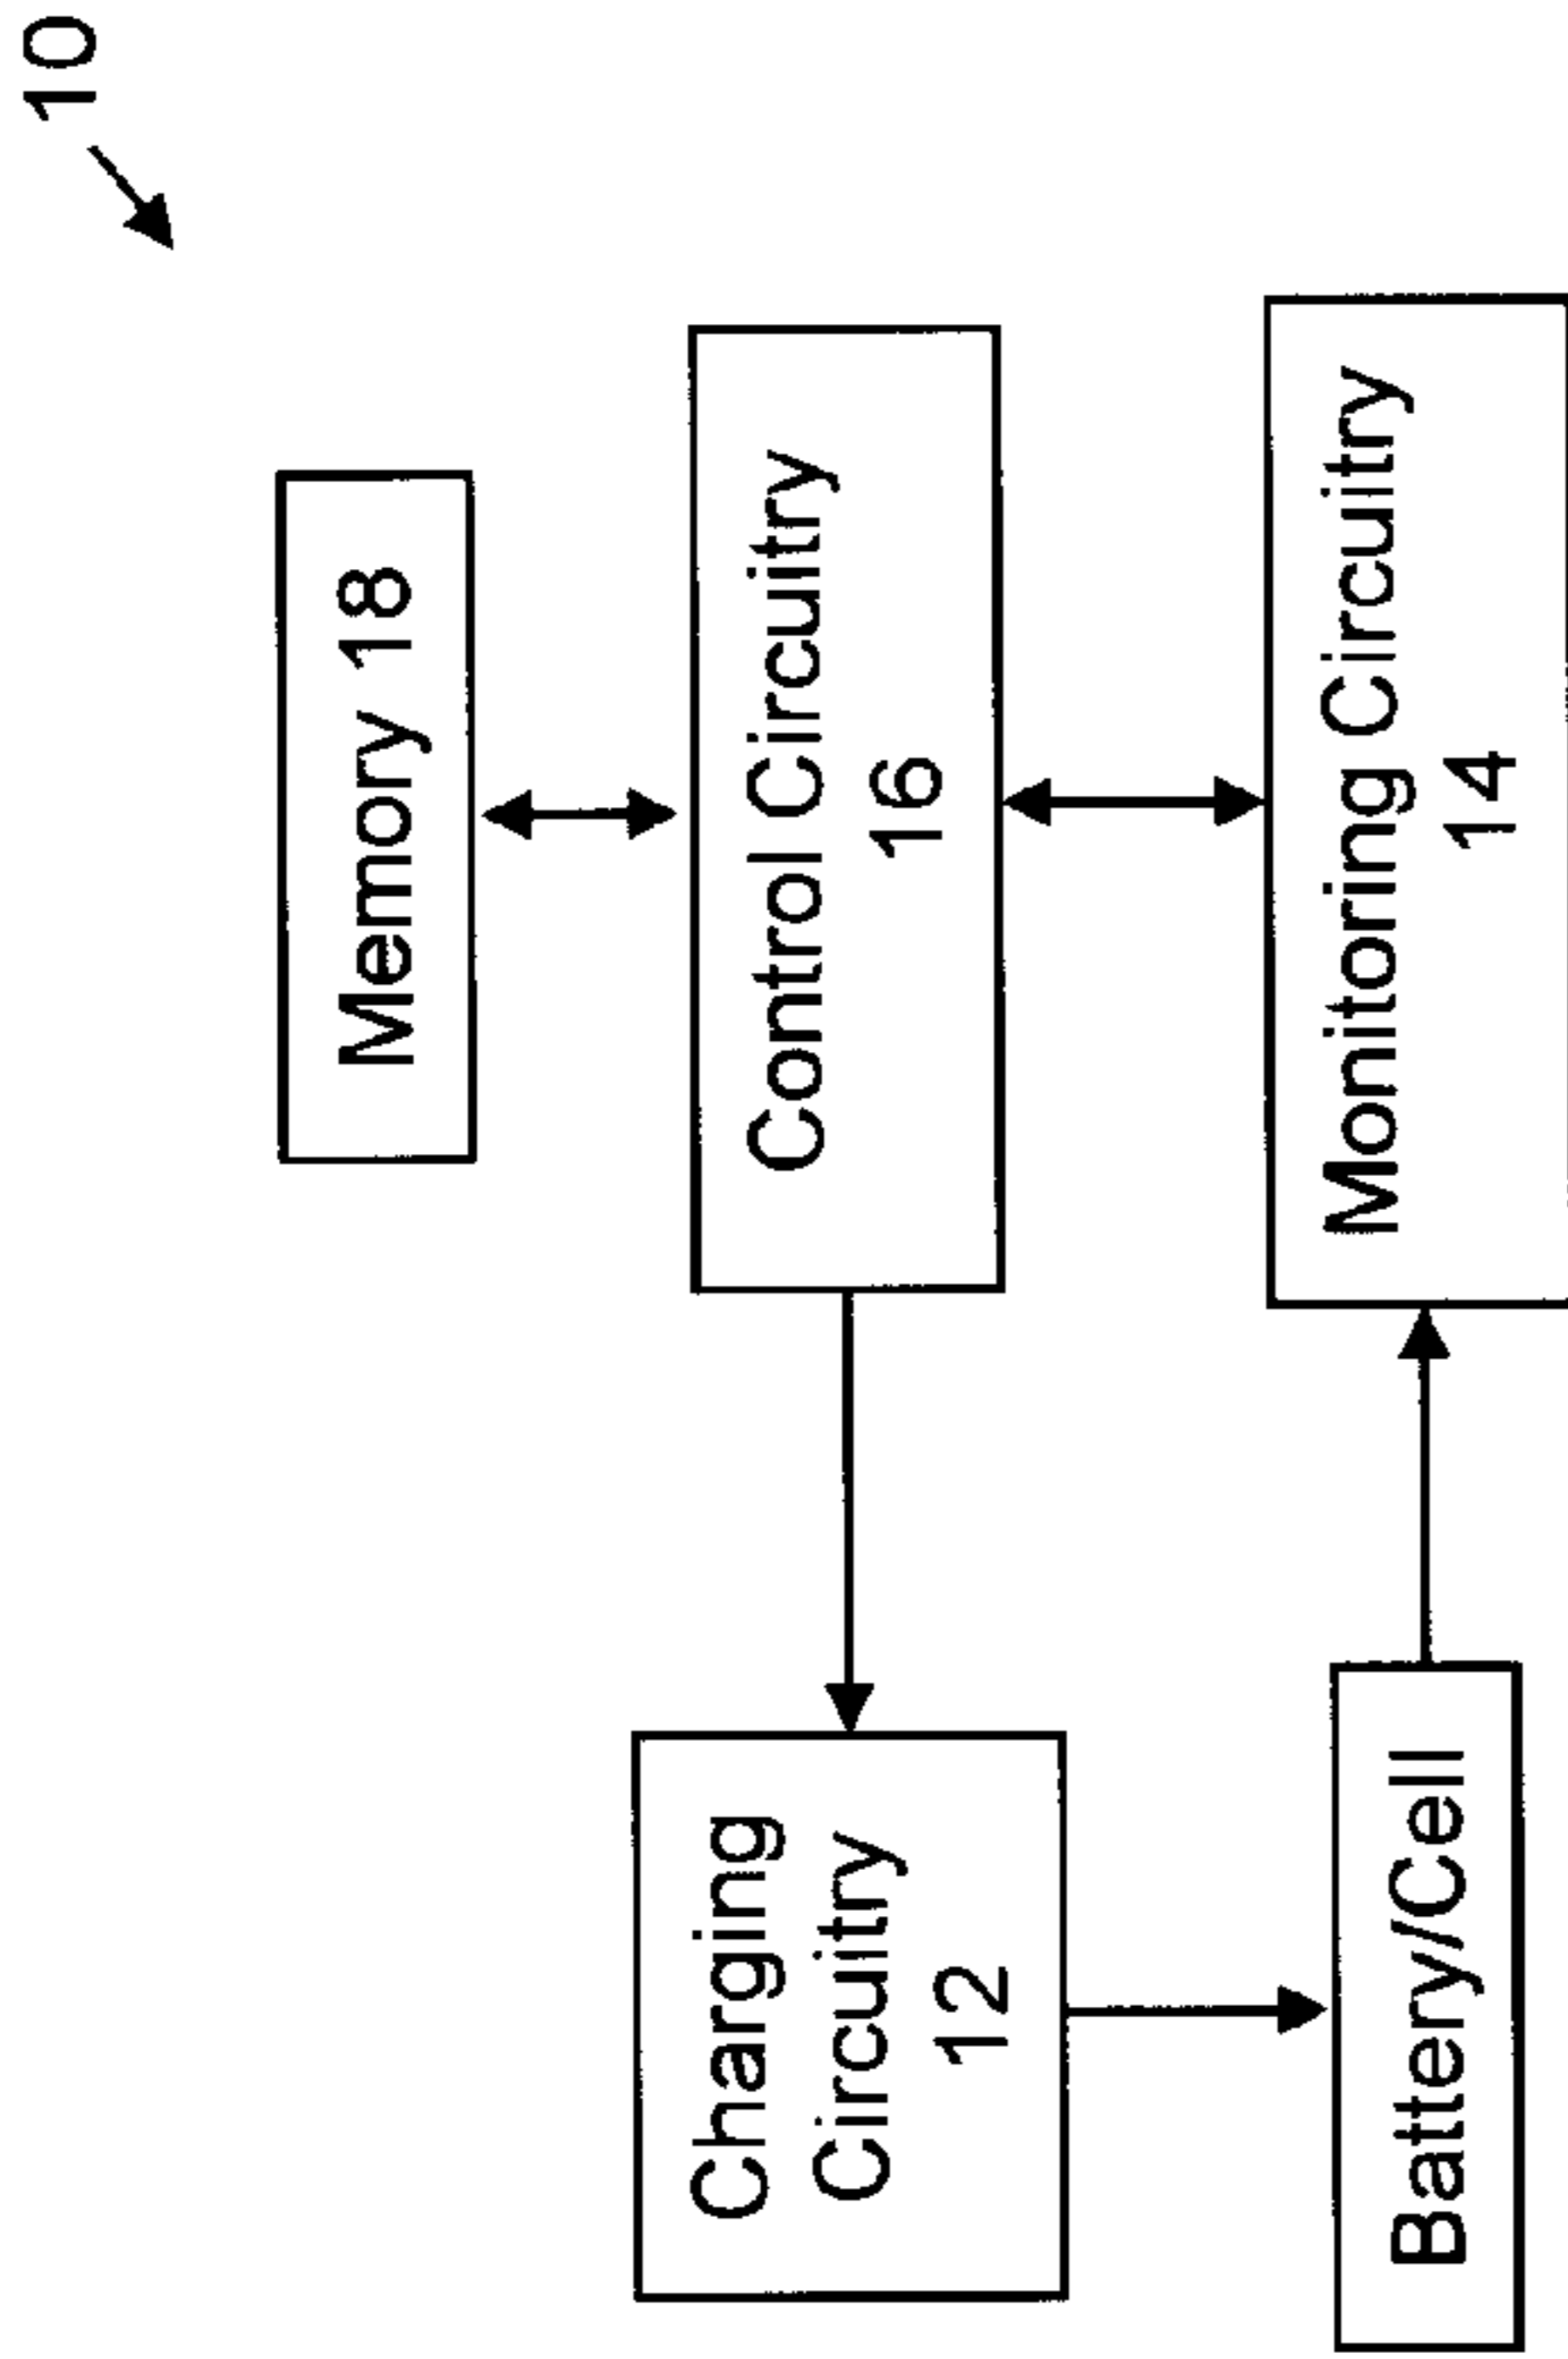 10
Memory 18
Control Circuitry
16
Charging
Circuitry
12
Monitoring Circuitry
14
Battery/Cell